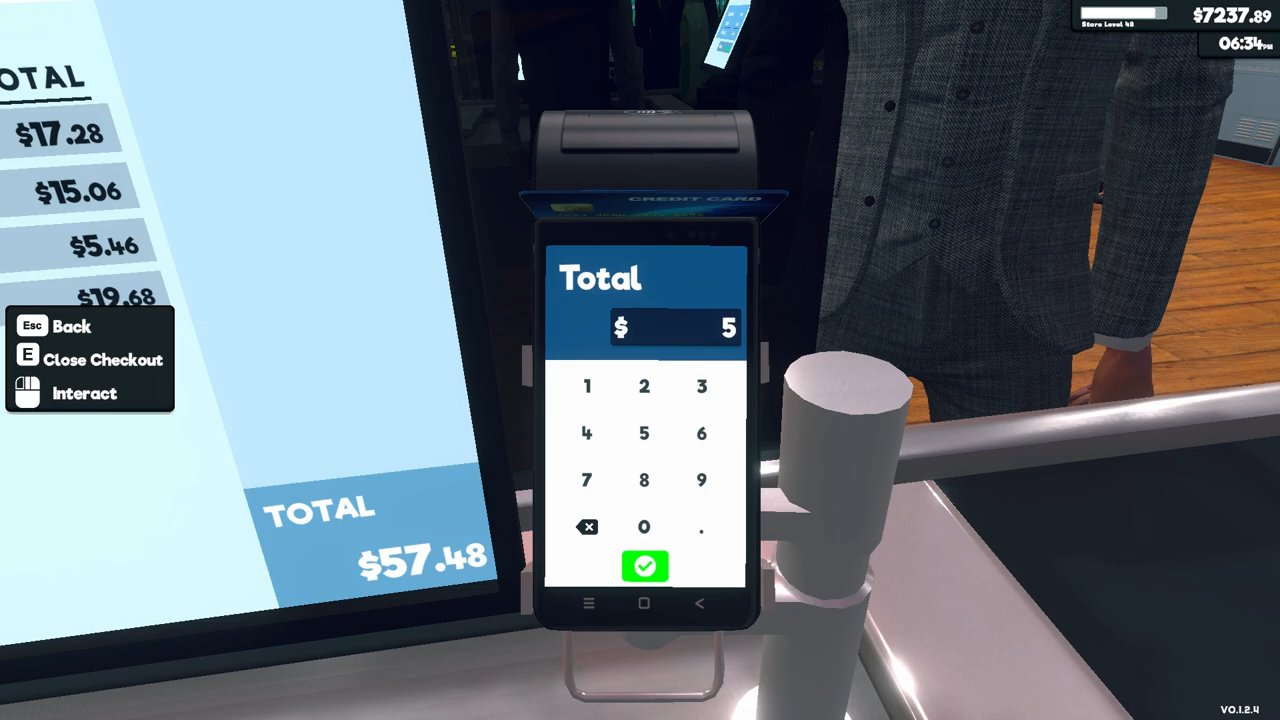 OTAL
$17.28
$15.06
$5.46
$19.68
Esc Back
E Close Checkout
Interact
TOTAL
$57.48
CREDIT CARD
Total
$ 5
1 2 3
4 5 6
7 8 9
0 .
Store Level 48
$7237.89
06:34PM
V0.1.2.4